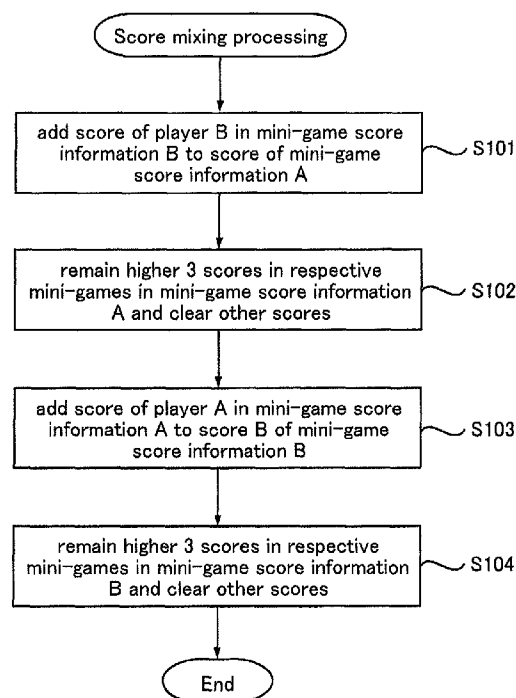 Score mixing processing
add score of player B in mini-game score
information B to score of mini-game
score information A
S101
remain higher 3 scores in respective
mini-games in mini-game score information
A and clear other scores
S102
add score of player A in mini-game score
information A to score B of mini-game
score information B
S103
remain higher 3 scores in respective
mini-games in mini-game score information
B and clear other scores
S104
End